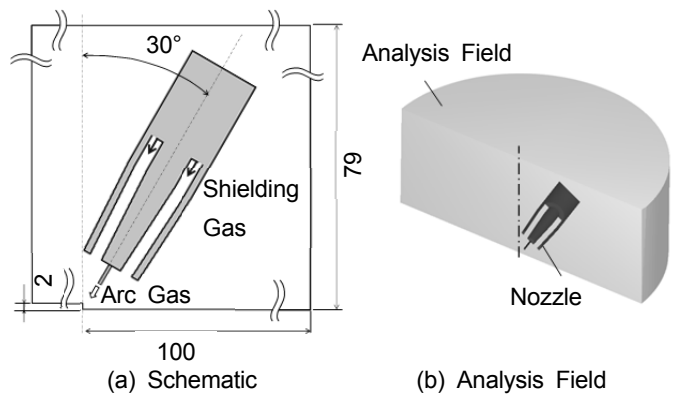 30°
Shielding
Gas
Arc Gas
2
79
100
(a) Schematic
Analysis Field
Nozzle
(b) Analysis Field